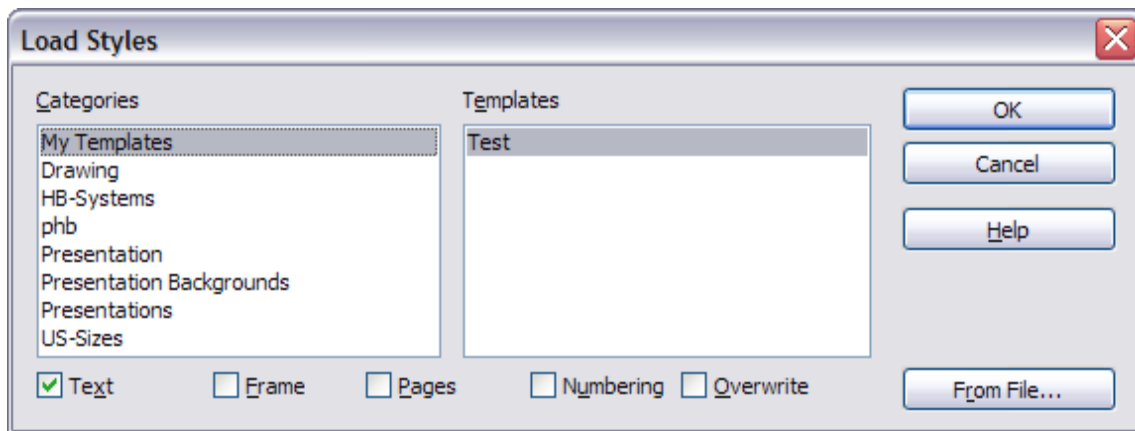 Load Styles
Categories
My Templates
Drawing
HB-Systems
phb
Presentation
Presentation Backgrounds
Presentations
US-Sizes
Templates
Test
OK
Cancel
Help
Text Frame Pages Numbering Overwrite
From File...